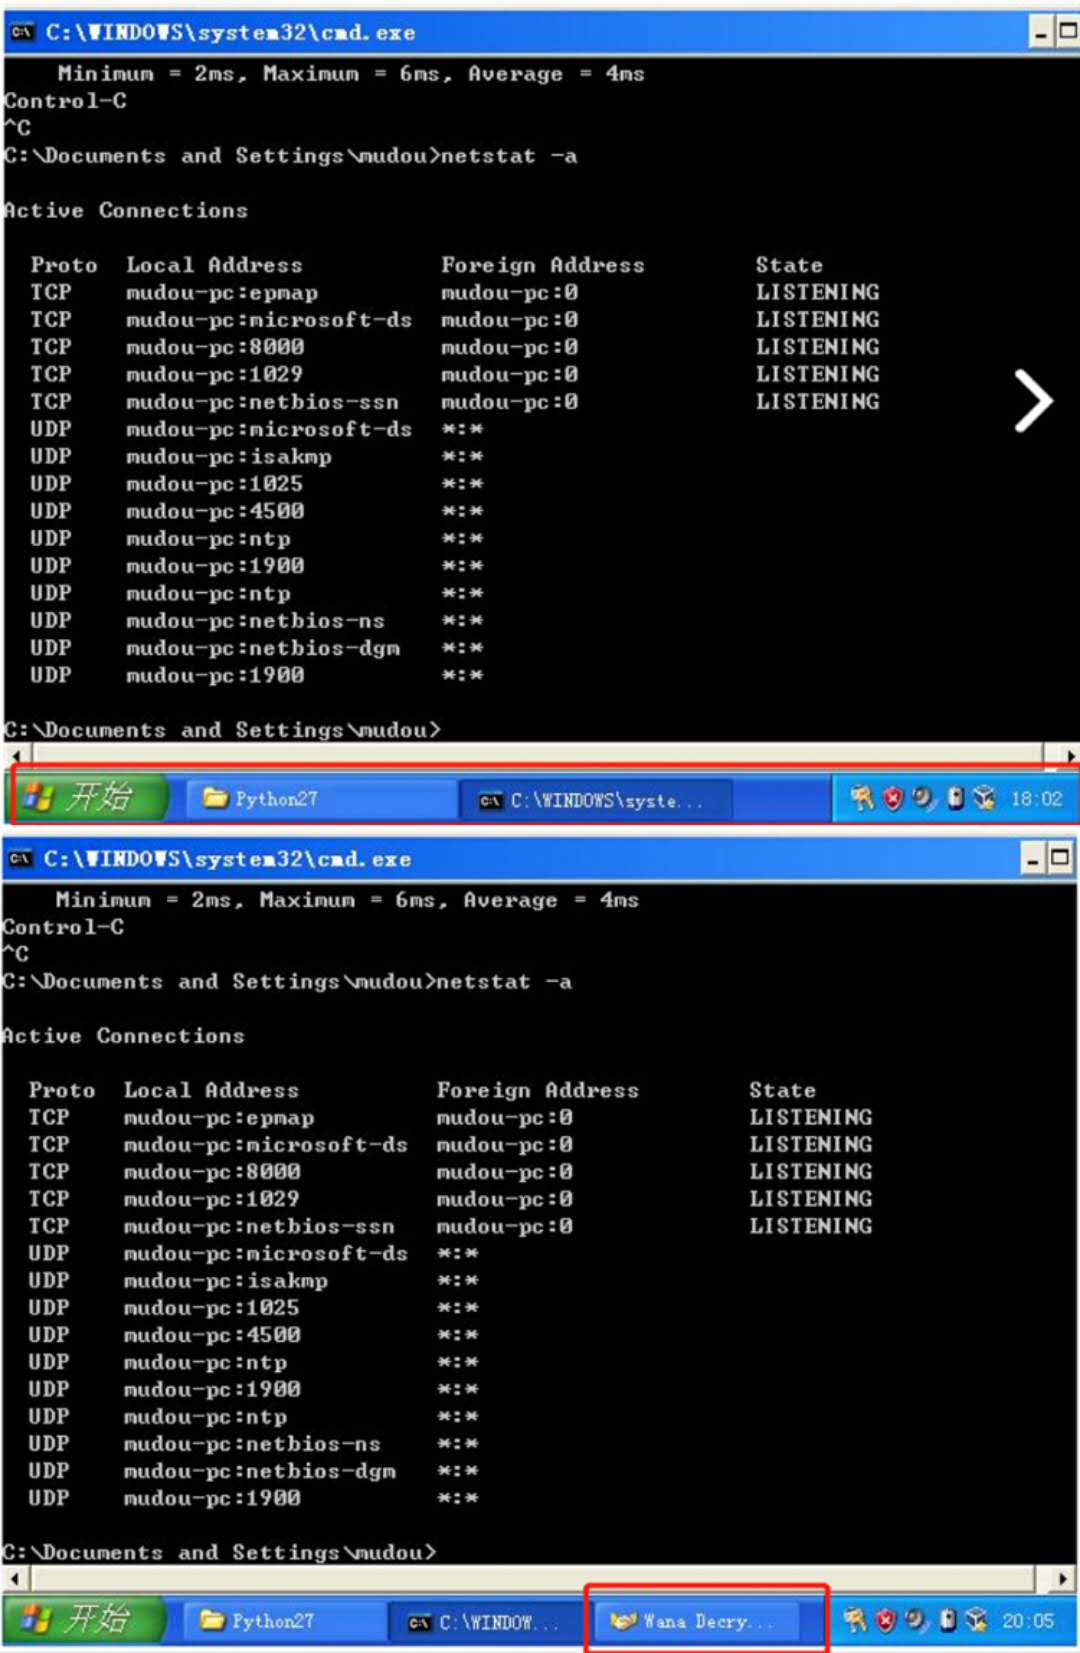 C:\WINDOWS\system32\cmd.exe
Minimum = 2ms, Maximum = 6ms, Average = 4ms
Control-C
^C
C:\Documents and Settings\mudou>netstat -a
Active Connections
Proto Local Address Foreign Address State
TCP mudou-pc:epmap mudou-pc:0 LISTENING
TCP mudou-pc:microsoft-ds mudou-pc:0 LISTENING
TCP mudou-pc:8000 mudou-pc:0 LISTENING
TCP mudou-pc:1029 mudou-pc:0 LISTENING
TCP mudou-pc:netbios-ssn mudou-pc:0 LISTENING
UDP mudou-pc:microsoft-ds *:*
UDP mudou-pc:isakmp *:*
UDP mudou-pc:1025 *:*
UDP mudou-pc:4500 *:*
UDP mudou-pc:ntp *:*
UDP mudou-pc:1900 *:*
UDP mudou-pc:ntp *:*
UDP mudou-pc:netbios-ns *:*
UDP mudou-pc:netbios-dgm *:*
UDP mudou-pc:1900 *:*
C:\Documents and Settings\mudou>
开始 Python27 C:\WINDOWS\syste... 18:02
C:\WINDOWS\system32\cmd.exe
Minimum = 2ms, Maximum = 6ms, Average = 4ms
Control-C
^C
C:\Documents and Settings\mudou>netstat -a
Active Connections
Proto Local Address Foreign Address State
TCP mudou-pc:epmap mudou-pc:0 LISTENING
TCP mudou-pc:microsoft-ds mudou-pc:0 LISTENING
TCP mudou-pc:8000 mudou-pc:0 LISTENING
TCP mudou-pc:1029 mudou-pc:0 LISTENING
TCP mudou-pc:netbios-ssn mudou-pc:0 LISTENING
UDP mudou-pc:microsoft-ds *:*
UDP mudou-pc:isakmp *:*
UDP mudou-pc:1025 *:*
UDP mudou-pc:4500 *:*
UDP mudou-pc:ntp *:*
UDP mudou-pc:1900 *:*
UDP mudou-pc:ntp *:*
UDP mudou-pc:netbios-ns *:*
UDP mudou-pc:netbios-dgm *:*
UDP mudou-pc:1900 *:*
C:\Documents and Settings\mudou>
开始 Python27 C:\WINDOW... Wana Decry... 20:05